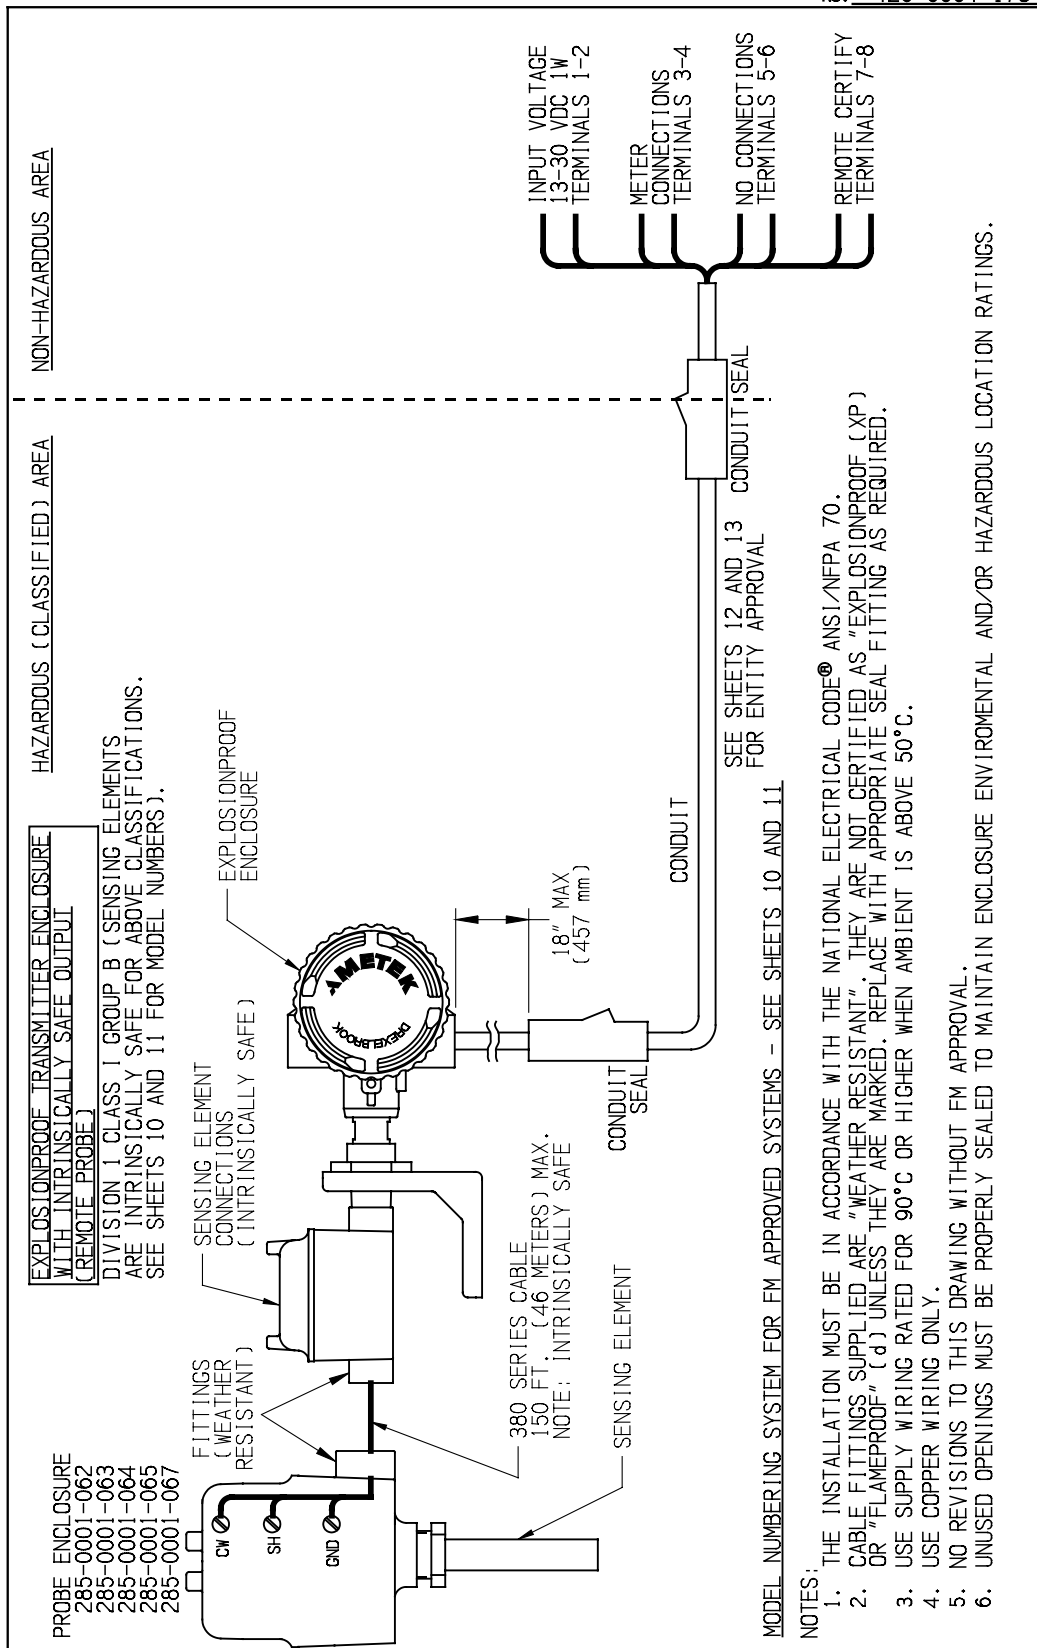 NON-HAZARDOUS AREA
HAZARDOUS (CLASSIFIED) AREA
EXPLOSIONPROOF TRANSMITTER ENCLOSURE
WITH INTRINSICALLY SAFE OUTPUT
(REMOTE PROBE)
DIVISION 1 CLASS I GROUP B (SENSING ELEMENTS
ARE INTRINSICALLY SAFE FOR ABOVE CLASSIFICATIONS.
SEE SHEETS 10 AND 11 FOR MODEL NUMBERS).
PROBE ENCLOSURE
285-0001-062
285-0001-063
285-0001-064
285-0001-065
285-0001-067
CW
SH
GND
FITTINGS
(WEATHER
RESISTANT)
SENSING ELEMENT
CONNECTIONS
(INTRINSICALLY SAFE)
EXPLOSIONPROOF
ENCLOSURE
AMETEK
DREXELBROOK
380 SERIES CABLE
150 FT. (46 METERS) MAX.
NOTE: INTRINSICALLY SAFE
SENSING ELEMENT
18" MAX
(457 mm)
CONDUIT
SEAL
CONDUIT
SEE SHEETS 12 AND 13
FOR ENTITY APPROVAL
CONDUIT SEAL
INPUT VOLTAGE
13-30 VDC 1W
TERMINALS 1-2
METER
CONNECTIONS
TERMINALS 3-4
NO CONNECTIONS
TERMINALS 5-6
REMOTE CERTIFY
TERMINALS 7-8
MODEL NUMBERING SYSTEM FOR FM APPROVED SYSTEMS - SEE SHEETS 10 AND 11
NOTES:
1. THE INSTALLATION MUST BE IN ACCORDANCE WITH THE NATIONAL ELECTRICAL CODE® ANSI/NFPA 70.
2. CABLE FITTINGS SUPPLIED ARE "WEATHER RESISTANT". THEY ARE NOT CERTIFIED AS "EXPLOSIONPROOF (XP)
OR "FLAMEPROOF" (d) UNLESS THEY ARE MARKED. REPLACE WITH APPROPRIATE SEAL FITTING AS REQUIRED.
3. USE SUPPLY WIRING RATED FOR 90°C OR HIGHER WHEN AMBIENT IS ABOVE 50°C.
4. USE COPPER WIRING ONLY.
5. NO REVISIONS TO THIS DRAWING WITHOUT FM APPROVAL.
6. UNUSED OPENINGS MUST BE PROPERLY SEALED TO MAINTAIN ENCLOSURE ENVIROMENTAL AND/OR HAZARDOUS LOCATION RATINGS.